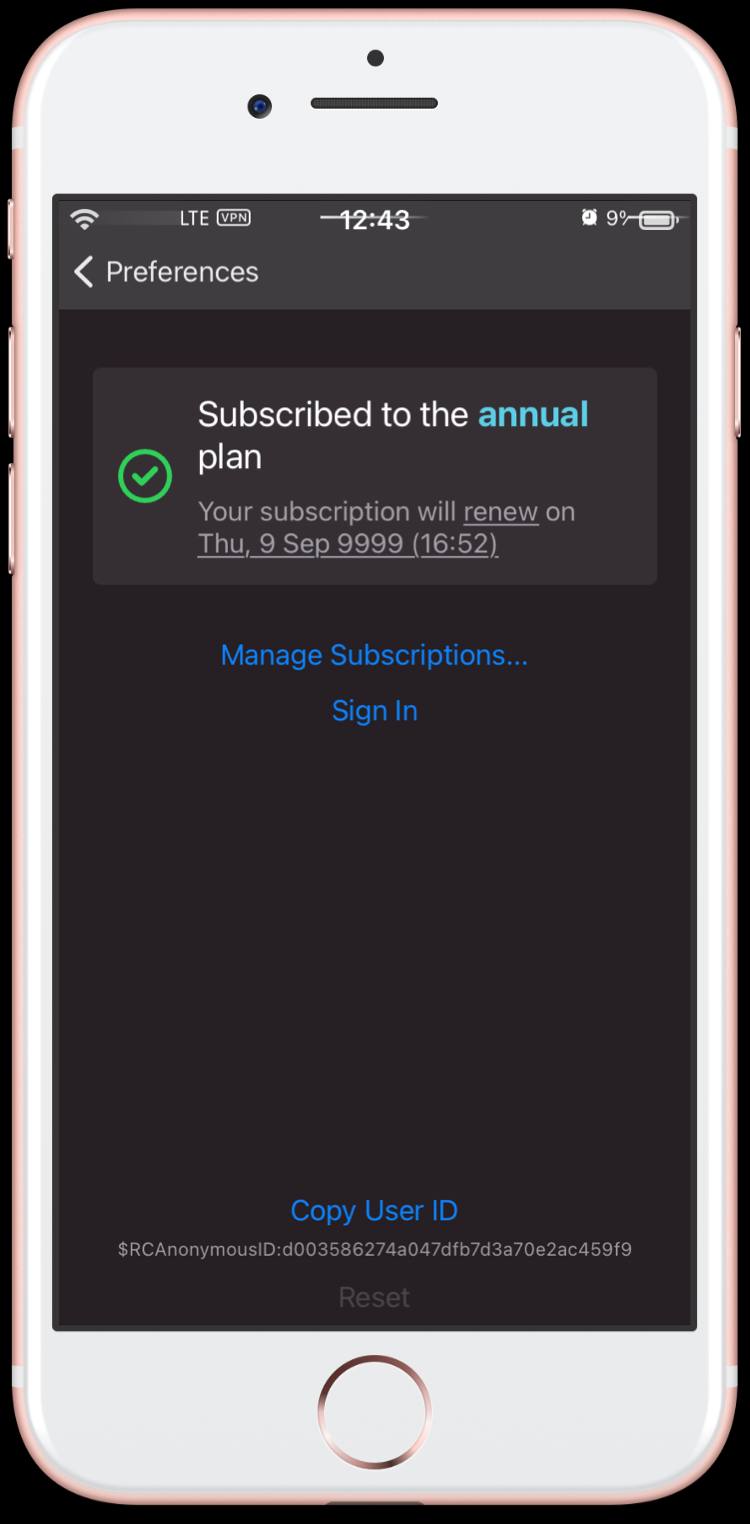 LTE VPN 12:43 9%
Preferences
Subscribed to the annual
plan
Your subscription will renew on
Thu, 9 Sep 9999 (16:52)
Manage Subscriptions...
Sign In
Copy User ID
$RCAnonymousID:d003586274a047dfb7d3a70e2ac459f9
Reset